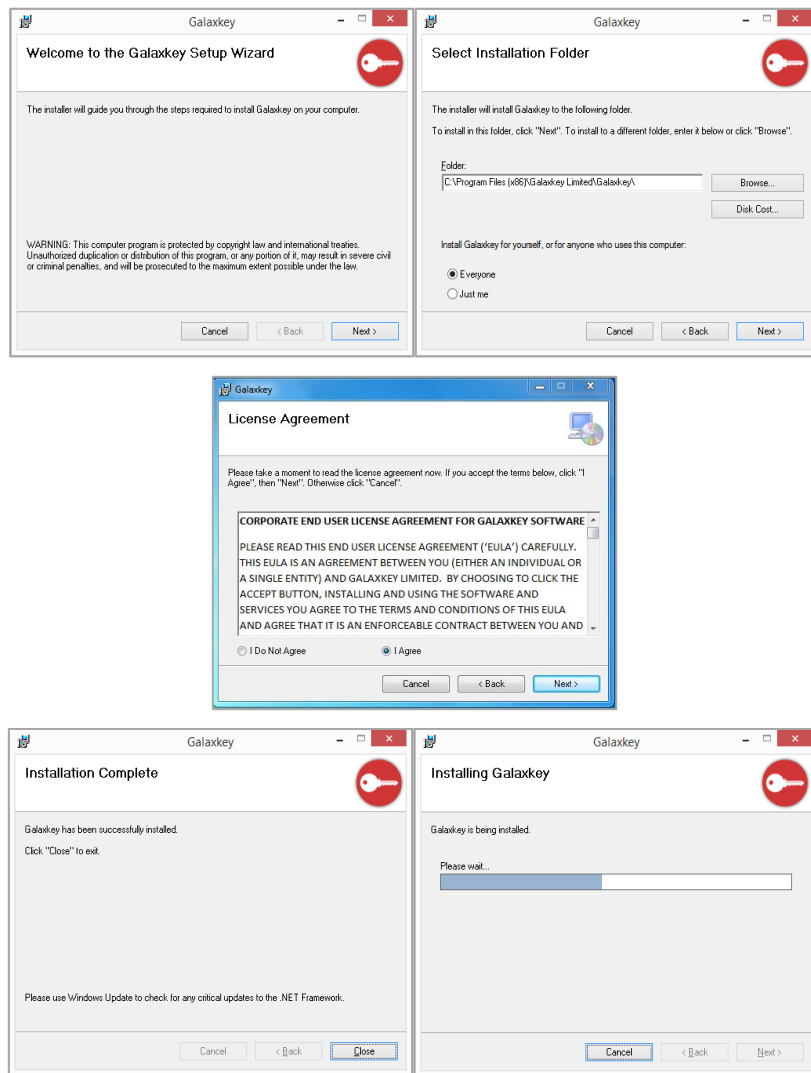 Galaxkey
Welcome to the Galaxkey Setup Wizard
The installer will guide you through the steps required to install Galaxkey on your computer.
WARNING: This computer program is protected by copyright law and international treaties.
Unauthorized duplication or distribution of this program, or any portion of it, may result in severe civil
or criminal penalties, and will be prosecuted to the maximum extent possible under the law.
Cancel
< Back
Next >
Galaxkey
Select Installation Folder
The installer will install Galaxkey to the following folder.
To install in this folder, click "Next". To install to a different folder, enter it below or click "Browse".
Folder:
C:\Program Files (x86)\Galaxkey Limited\Galaxkey\
Browse...
Disk Cost...
Install Galaxkey for yourself, or for anyone who uses this computer:
Everyone
Just me
Cancel
< Back
Next >
Galaxkey
License Agreement
Please take a moment to read the license agreement now. If you accept the terms below, click "I
Agree", then "Next". Otherwise click "Cancel".
CORPORATE END USER LICENSE AGREEMENT FOR GALAXKEY SOFTWARE
PLEASE READ THIS END USER LICENSE AGREEMENT ('EULA') CAREFULLY.
THIS EULA IS AN AGREEMENT BETWEEN YOU (EITHER AN INDIVIDUAL OR
A SINGLE ENTITY) AND GALAXKEY LIMITED. BY CHOOSING TO CLICK THE
ACCEPT BUTTON, INSTALLING AND USING THE SOFTWARE AND
SERVICES YOU AGREE TO THE TERMS AND CONDITIONS OF THIS EULA
AND AGREE THAT IT IS AN ENFORCEABLE CONTRACT BETWEEN YOU AND
I Do Not Agree
I Agree
Cancel
< Back
Next >
Galaxkey
Installation Complete
Galaxkey has been successfully installed.
Click "Close" to exit.
Please use Windows Update to check for any critical updates to the .NET Framework.
Cancel
< Back
Close
Galaxkey
Installing Galaxkey
Galaxkey is being installed.
Please wait...
Cancel
< Back
Next >